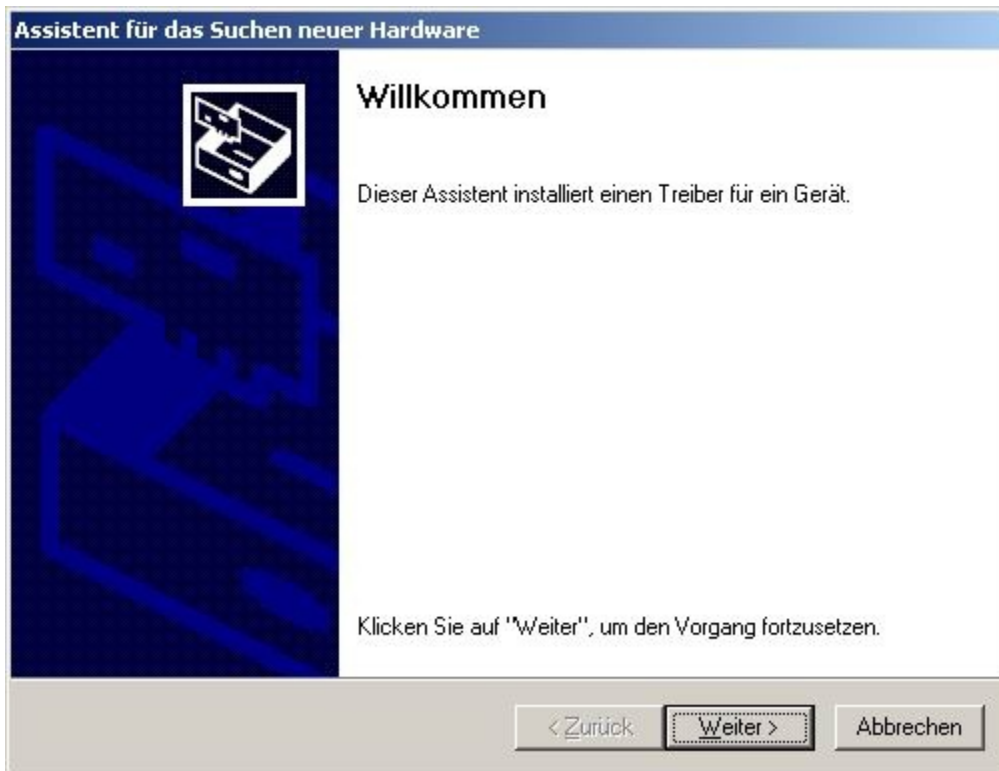 Assistent für das Suchen neuer Hardware
Willkommen
Dieser Assistent installiert einen Treiber für ein Gerät.
Klicken Sie auf "Weiter", um den Vorgang fortzusetzen.
< Zurück Weiter > Abbrechen